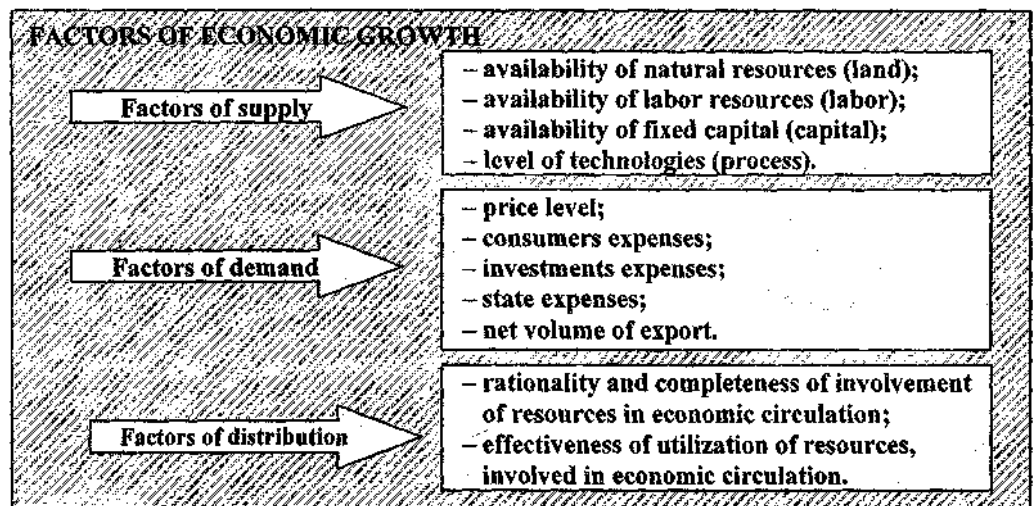 FACTORS OF ECONOMIC GROWTH
Factors of supply
– availability of natural resources (land);
– availability of labor resources (labor);
– availability of fixed capital (capital);
– level of technologies (process).
Factors of demand
– price level;
– consumers expenses;
– investments expenses;
– state expenses;
– net volume of export.
Factors of distribution
– rationality and completeness of involvement
of resources in economic circulation;
– effectiveness of utilization of resources,
involved in economic circulation.